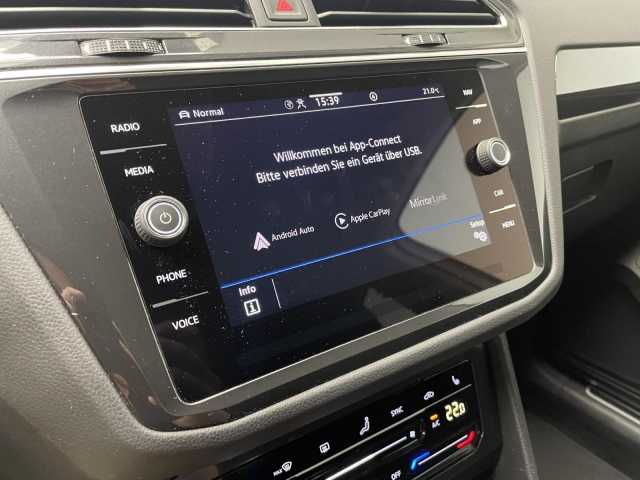 Normal
15:39
21.0°C
NAV
RADIO
APP
Willkommen bei App-Connect
Bitte verbinden Sie ein Gerät über USB.
MEDIA
Android Auto
Apple CarPlay
MirrorLink
CAR
Setup
MENU
PHONE
Info
VOICE
SYNC
A/C
22.0
MAX
OFF